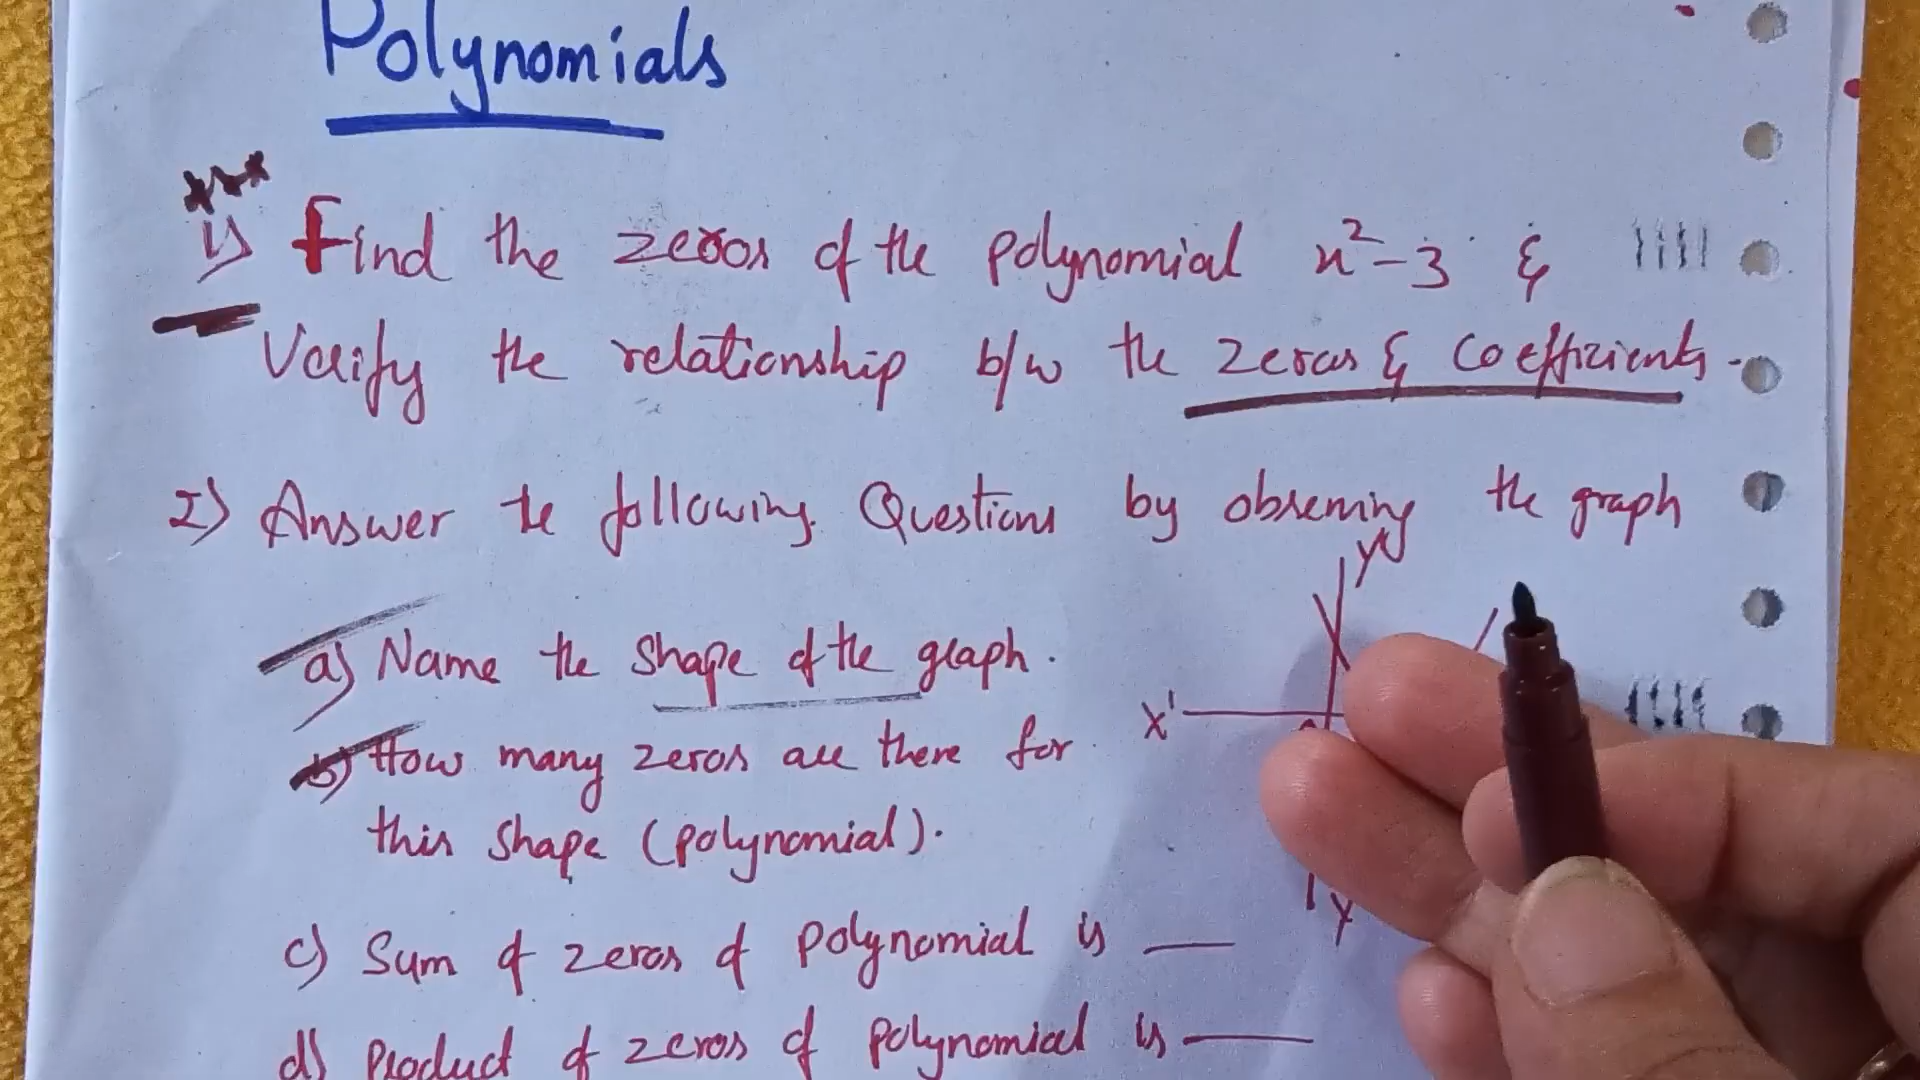 Polynomials
*** 1) Find the zeros of the polynomial x²-3 &
Verify the relationship b/w the zeros & coefficients.
2) Answer the following Questions by observing the graph
Y
a) Name the shape of the graph.
X'
b) How many zeros are there for
this shape (polynomial).
Y
c) Sum of zeros of polynomial is ___
d) Product of zeros of polynomial is ___